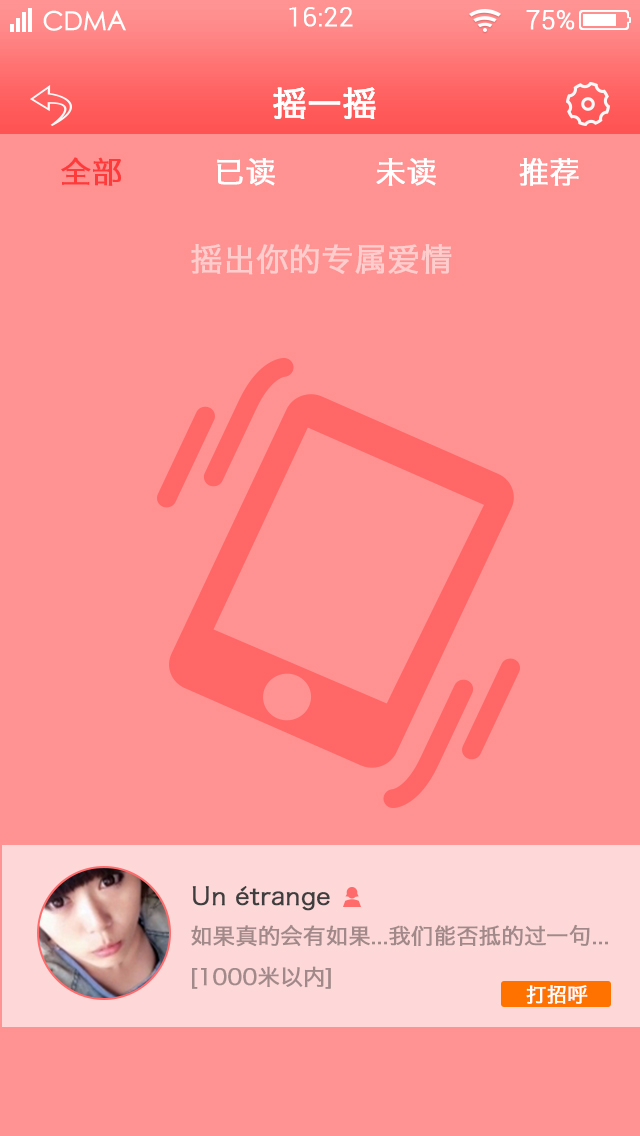 CDMA 16:22 75%
摇一摇
全部 已读 未读 推荐
摇出你的专属爱情
Un étrange
如果真的会有如果...我们能否抵的过一句...
[1000米以内]
打招呼